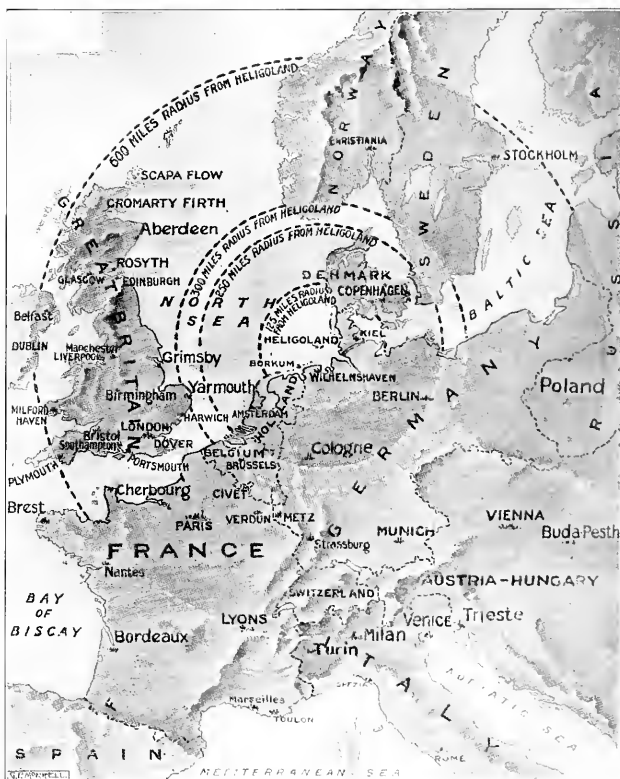 NORWAY
600 MILES RADIUS FROM HELIGOLAND.
SWEDEN
CHRISTIANIA
STOCKHOLM
SCAPA FLOW
CROMARTY FIRTH
Aberdeen
ROSYTH
GLASGOW
EDINBURGH
GREAT BRITAIN
300 MILES RADIUS FROM HELIGOLAND
250 MILES RADIUS FROM HELIGOLAND
125 MILES RADIUS
FROM HELIGOLAND
NORTH
SEA
DENMARK
COPENHAGEN
BALTIC SEA
RUSSIA
Belfast
DUBLIN
Manchester
LIVERPOOL
Grimsby
HELIGOLAND
KIEL
BORKUM
WILHELMSHAVEN
Birmingham
Yarmouth
HOLLAND
BERLIN
Poland
MILFORD
HAVEN
HARWICH
AMSTERDAM
LONDON
Bristol
DOVER
Southampton
PORTSMOUTH
PLYMOUTH
BELGIUM
BRUSSELS
Cologne
GERMANY
Cherbourg
CIVET
Brest
PARIS
VERDUN
METZ
Strassburg
MUNICH
VIENNA
Buda-Pesth
FRANCE
Nantes
SWITZERLAND
AUSTRIA-HUNGARY
BAY
OF
BISCAY
LYONS
Bordeaux
Milan
Venice
Trieste
Turin
ITALY
ADRIATIC SEA
SPEZIA
Marseilles
TOULON
ROME
SPAIN
MEDITERRANEAN SEA